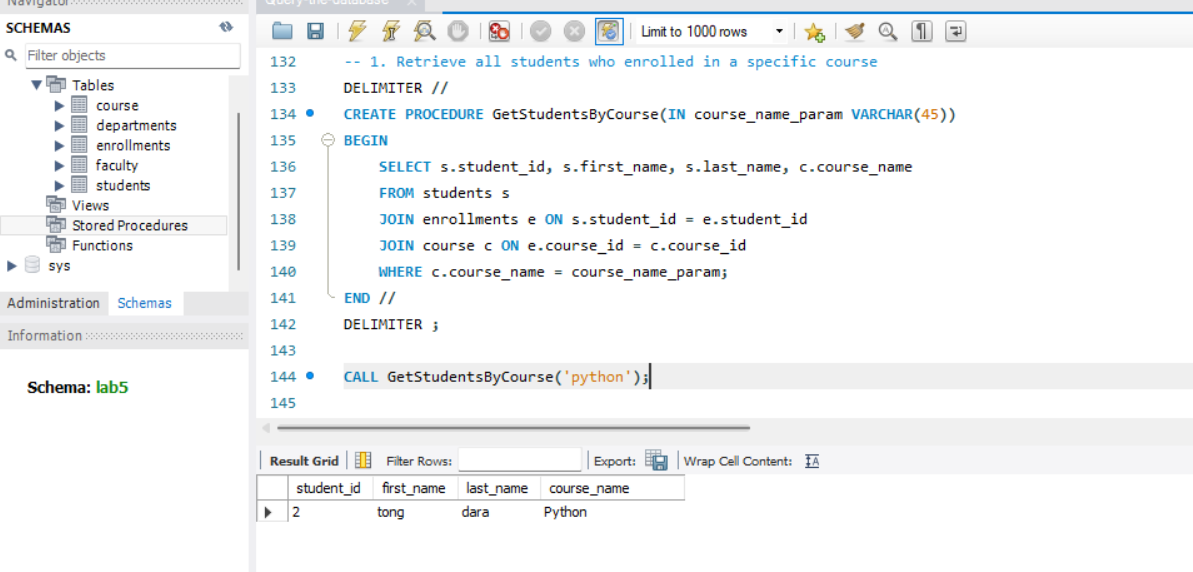 Navigator
Query-the-database
SCHEMAS
Filter objects
Tables
course
departments
enrollments
faculty
students
Views
Stored Procedures
Functions
sys
Administration Schemas
Information
Schema: lab5
Limit to 1000 rows
132 -- 1. Retrieve all students who enrolled in a specific course
133 DELIMITER //
134 CREATE PROCEDURE GetStudentsByCourse(IN course_name_param VARCHAR(45))
135 BEGIN
136 SELECT s.student_id, s.first_name, s.last_name, c.course_name
137 FROM students s
138 JOIN enrollments e ON s.student_id = e.student_id
139 JOIN course c ON e.course_id = c.course_id
140 WHERE c.course_name = course_name_param;
141 END //
142 DELIMITER ;
143
144 CALL GetStudentsByCourse('python');
145
Result Grid Filter Rows: Export: Wrap Cell Content: IA
student_id first_name last_name course_name
2 tong dara Python